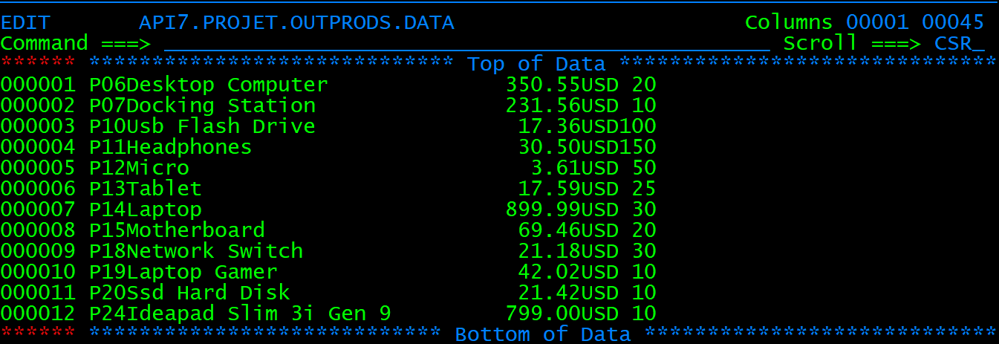 EDIT       API7.PROJET.OUTPRODS.DATA                       Columns 00001 00045
Command ===> ________________________________________________ Scroll ===> CSR_
****** ***************************** Top of Data ******************************
000001 P06Desktop Computer              350.55USD 20
000002 P07Docking Station               231.56USD 10
000003 P10Usb Flash Drive                17.36USD100
000004 P11Headphones                     30.50USD150
000005 P12Micro                           3.61USD 50
000006 P13Tablet                         17.59USD 25
000007 P14Laptop                        899.99USD 30
000008 P15Motherboard                    69.46USD 20
000009 P18Network Switch                 21.18USD 30
000010 P19Laptop Gamer                   42.02USD 10
000011 P20Ssd Hard Disk                  21.42USD 10
000012 P24Ideapad Slim 3i Gen 9         799.00USD 10
****** **************************** Bottom of Data ****************************